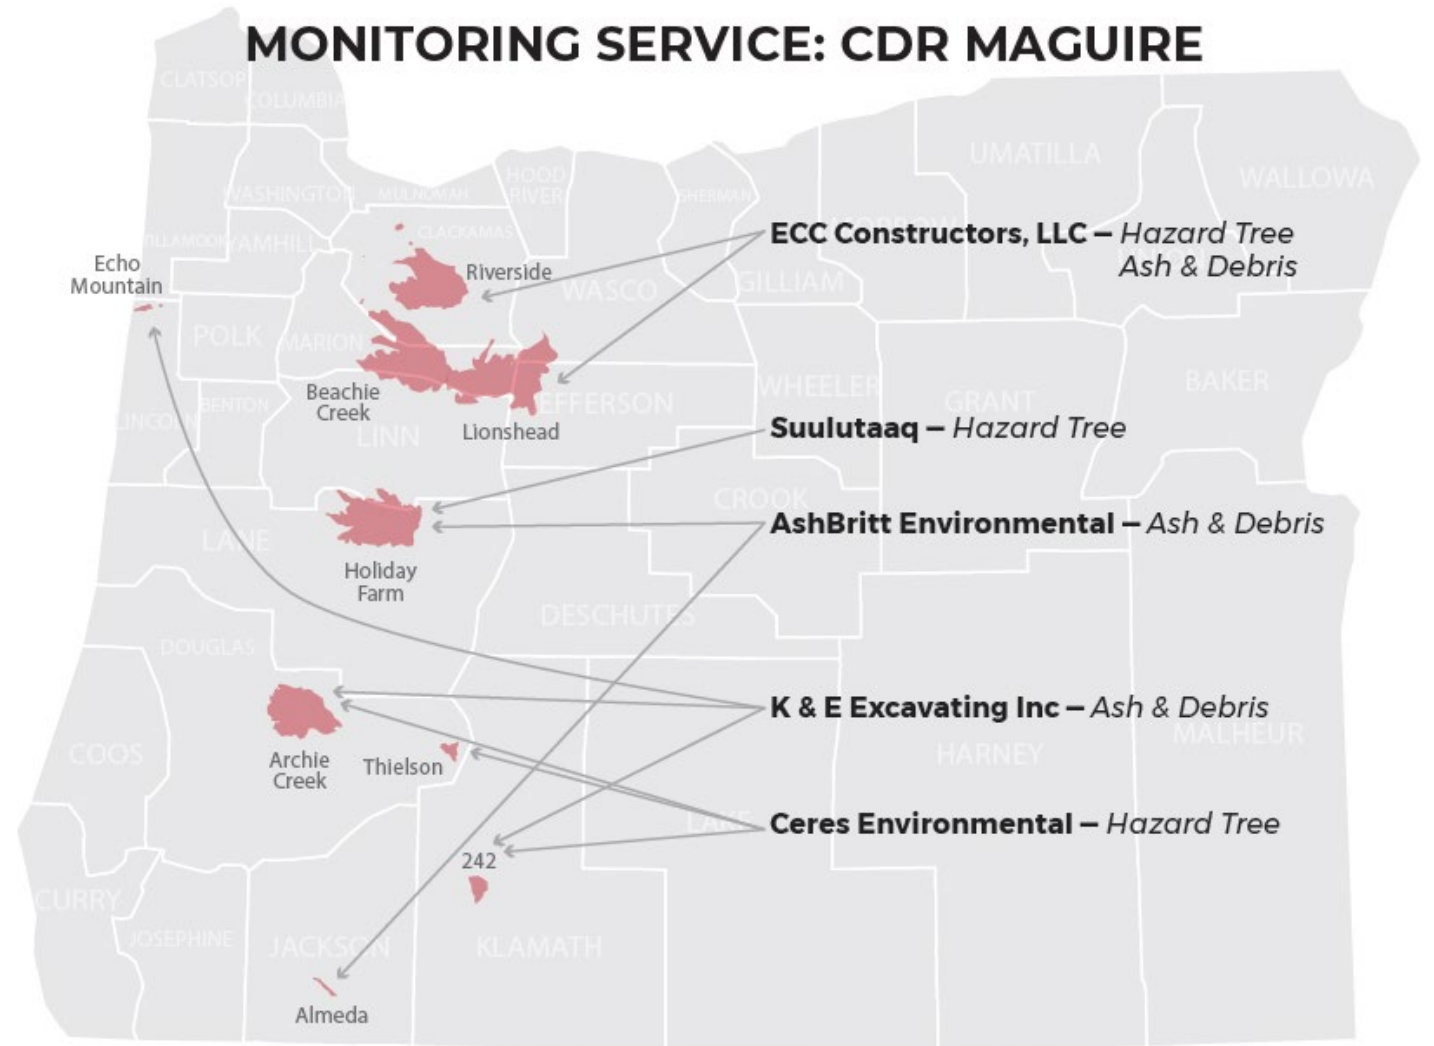 MONITORING SERVICE: CDR MAGUIRE
CLATSOP
COLUMBIA
WASHINGTON
MULNOMAH
HOOD
RIVER
SHERMAN
UMATILLA
WALLOWA
TILLAMOOK
YAMHILL
CLACKAMAS
MORROW
ECC Constructors, LLC – Hazard Tree
Ash & Debris
Echo
Mountain
Riverside
WASCO
GILLIAM
POLK
MARION
Beachie
Creek
Lionshead
JEFFERSON
WHEELER
GRANT
BAKER
LINCOLN
BENTON
LINN
Suulutaaq – Hazard Tree
CROOK
AshBritt Environmental – Ash & Debris
LANE
Holiday
Farm
DESCHUTES
DOUGLAS
K & E Excavating Inc – Ash & Debris
COOS
Archie
Creek
Thielson
HARNEY
MALHEUR
LAKE
Ceres Environmental – Hazard Tree
242
CURRY
JOSEPHINE
JACKSON
KLAMATH
Almeda